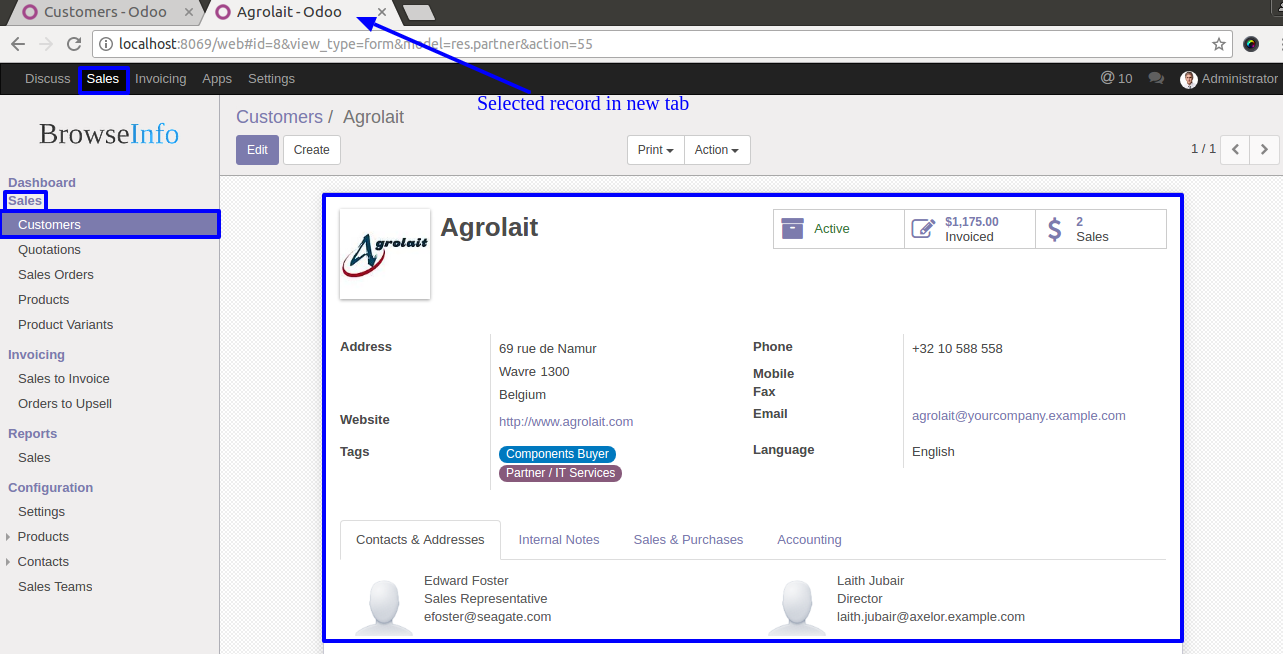 Customers - Odoo
Agrolait - Odoo
localhost:8069/web#id=8&view_type=form&model=res.partner&action=55
Discuss Sales Invoicing Apps Settings
@ 10 Administrator
Selected record in new tab
BrowseInfo
Dashboard
Sales
Customers
Quotations
Sales Orders
Products
Product Variants
Invoicing
Sales to Invoice
Orders to Upsell
Reports
Sales
Configuration
Settings
Products
Contacts
Sales Teams
Customers / Agrolait
Edit Create
Print Action
1 / 1
Agrolait
Agrolait
Active
$1,175.00
Invoiced
2
Sales
Address
69 rue de Namur
Wavre 1300
Belgium
Website
http://www.agrolait.com
Tags
Components Buyer
Partner / IT Services
Phone
+32 10 588 558
Mobile
Fax
Email
agrolait@yourcompany.example.com
Language
English
Contacts & Addresses Internal Notes Sales & Purchases Accounting
Edward Foster
Sales Representative
efoster@seagate.com
Laith Jubair
Director
laith.jubair@axelor.example.com